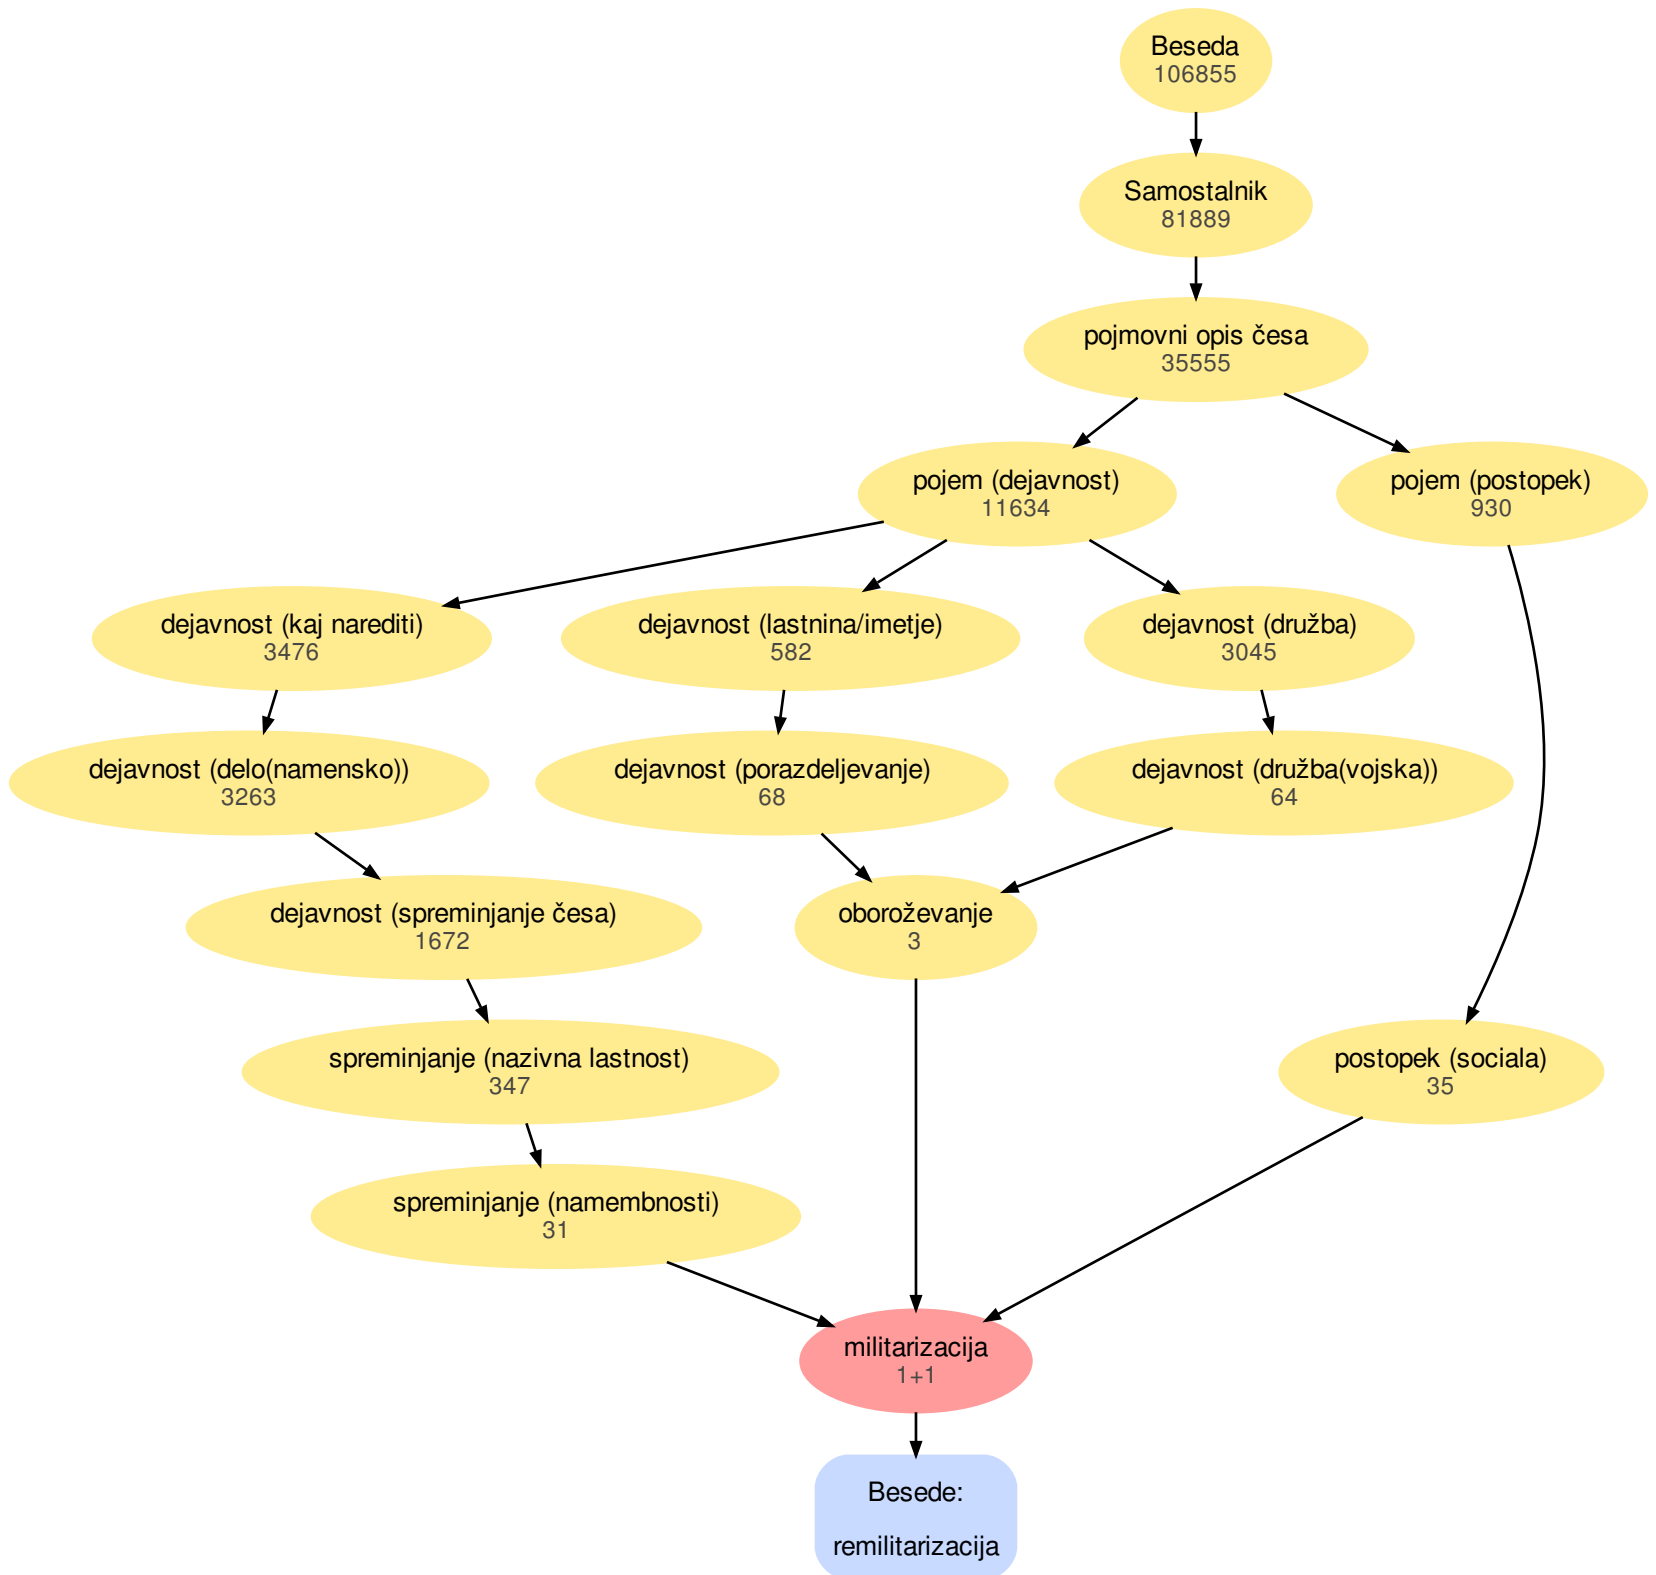 Beseda
106855
Samostalnik
81889
pojmovni opis česa
35555
pojem (dejavnost)
11634
pojem (postopek)
930
dejavnost (kaj narediti)
3476
dejavnost (lastnina/imetje)
582
dejavnost (družba)
3045
dejavnost (delo(namensko))
3263
dejavnost (porazdeljevanje)
68
dejavnost (družba(vojska))
64
dejavnost (spreminjanje česa)
1672
oboroževanje
3
spreminjanje (nazivna lastnost)
347
postopek (sociala)
35
spreminjanje (namembnosti)
31
militarizacija
1+1
Besede:
remilitarizacija